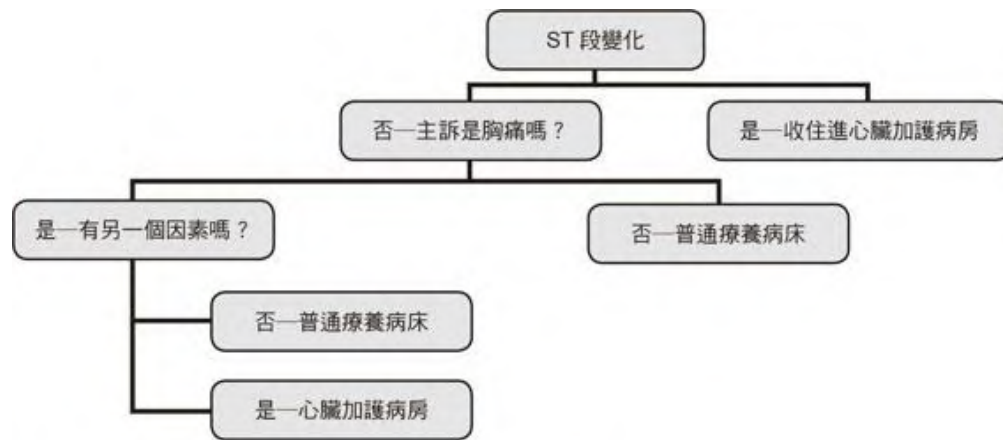 ST 段變化
否─主訴是胸痛嗎？
是─收住進心臟加護病房
是─有另一個因素嗎？
否─普通療養病床
否─普通療養病床
是─心臟加護病房